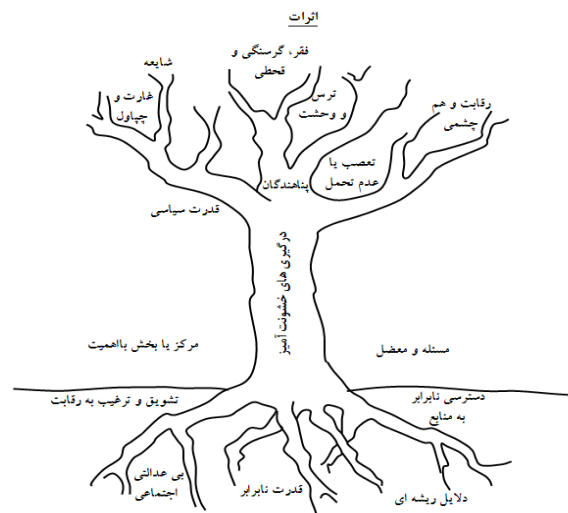 اثرات
فقر، گرسنگی و
قحطی
شایعه
ترس
و وحشت
غارت و
چپاول
رقابت و هم
چشمی
تعصب یا
عدم تحمل
پناهندگان
قدرت سیاسی
درگیری های خشونت آمیز
مرکز یا بخش بااهمیت
مسئله و معضل
دسترسی نابرابر
به منابع
تشویق و ترغیب به رقابت
بی عدالتی
اجتماعی
قدرت نابرابر
دلایل ریشه ای